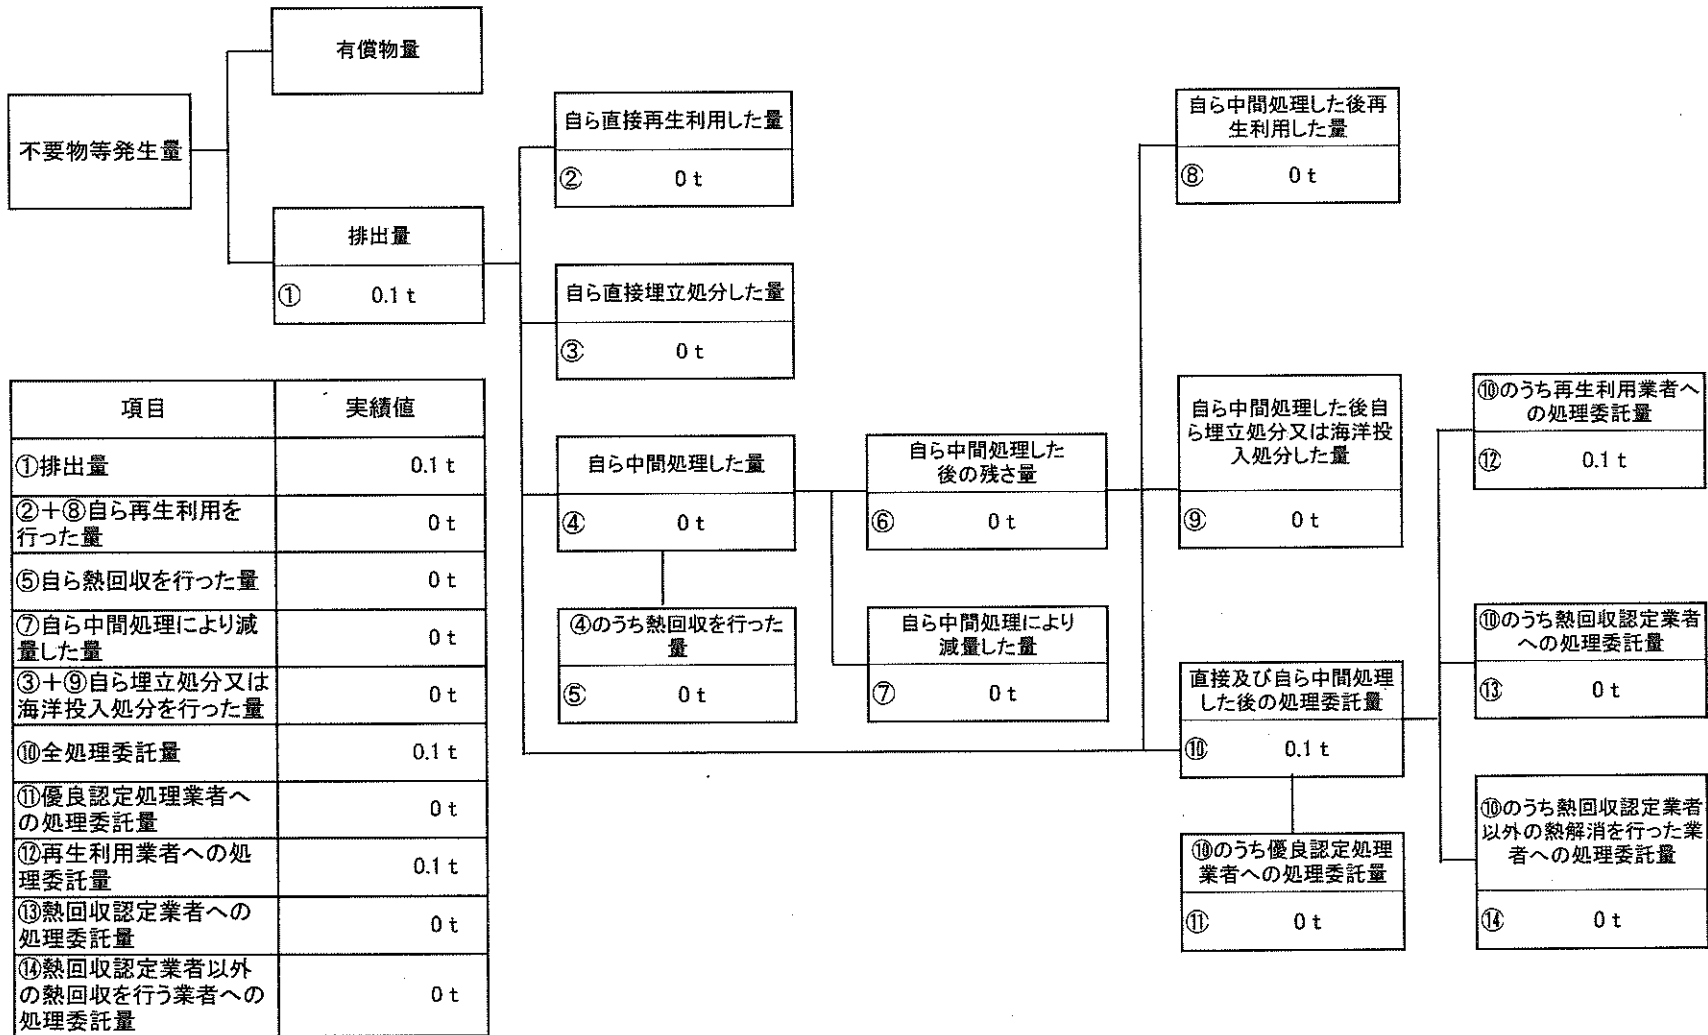 有償物量
不要物等発生量
排出量
① 0.1 t
自ら直接再生利用した量
② 0 t
自ら直接埋立処分した量
③ 0 t
自ら中間処理した量
④ 0 t
④のうち熱回収を行った
量
⑤ 0 t
自ら中間処理した
後の残さ量
⑥ 0 t
自ら中間処理により
減量した量
⑦ 0 t
自ら中間処理した後再
生利用した量
⑧ 0 t
自ら中間処理した後自
ら埋立処分又は海洋投
入処分した量
⑨ 0 t
直接及び自ら中間処理
した後の処理委託量
⑩ 0.1 t
⑩のうち優良認定処理
業者への処理委託量
⑪ 0 t
⑩のうち再生利用業者へ
の処理委託量
⑫ 0.1 t
⑩のうち熱回収認定業者
への処理委託量
⑬ 0 t
⑩のうち熱回収認定業者
以外の熱解消を行った業
者への処理委託量
⑭ 0 t
項目 実績値
①排出量 0.1 t
②+⑧自ら再生利用を
行った量 0 t
⑤自ら熱回収を行った量 0 t
⑦自ら中間処理により減
量した量 0 t
③+⑨自ら埋立処分又は
海洋投入処分を行った量 0 t
⑩全処理委託量 0.1 t
⑪優良認定処理業者へ
の処理委託量 0 t
⑫再生利用業者への処
理委託量 0.1 t
⑬熱回収認定業者への
処理委託量 0 t
⑭熱回収認定業者以外
の熱回収を行う業者への
処理委託量 0 t